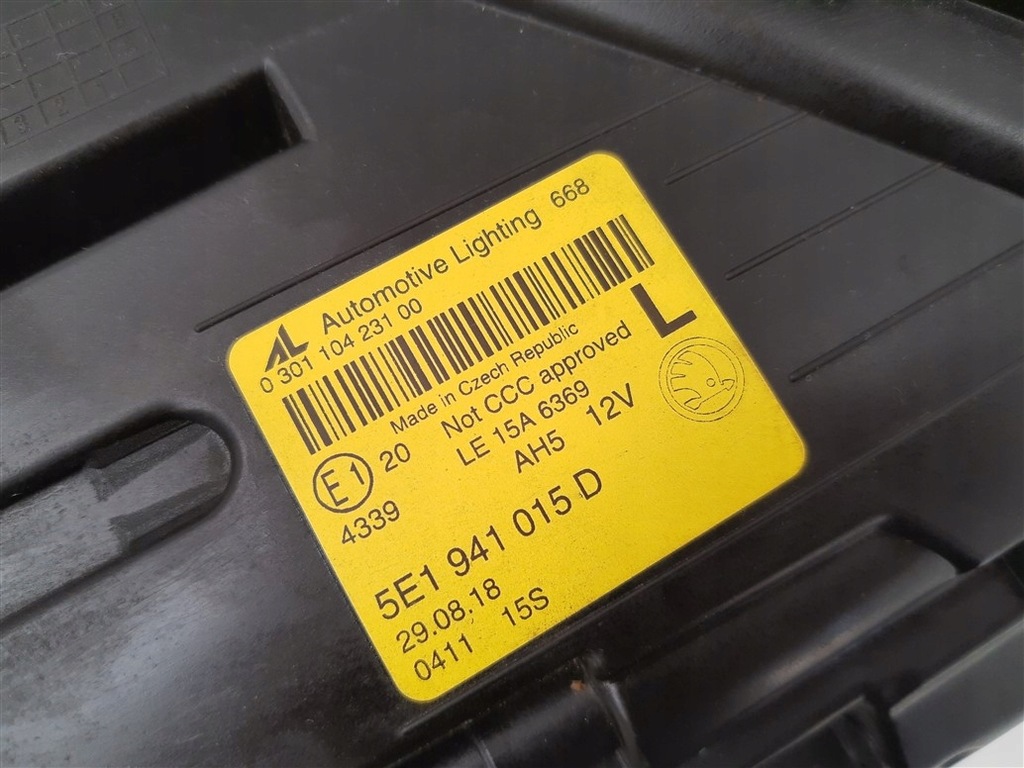 AL Automotive Lighting 668
0 301 104 231 00
Made in Czech Republic
Not CCC approved
L
E1 20
LE 15A 6369
4339
AH5 12V
5E1 941 015 D
29.08.18
0411 15S